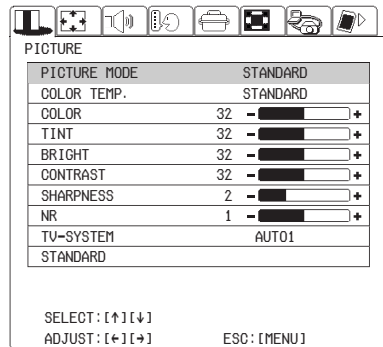 PICTURE
PICTURE MODE STANDARD
COLOR TEMP. STANDARD
COLOR 32 - +
TINT 32 - +
BRIGHT 32 - +
CONTRAST 32 - +
SHARPNESS 2 - +
NR 1 - +
TV-SYSTEM AUTO1
STANDARD
SELECT:[↑][↓]
ADJUST:[←][→] ESC:[MENU]